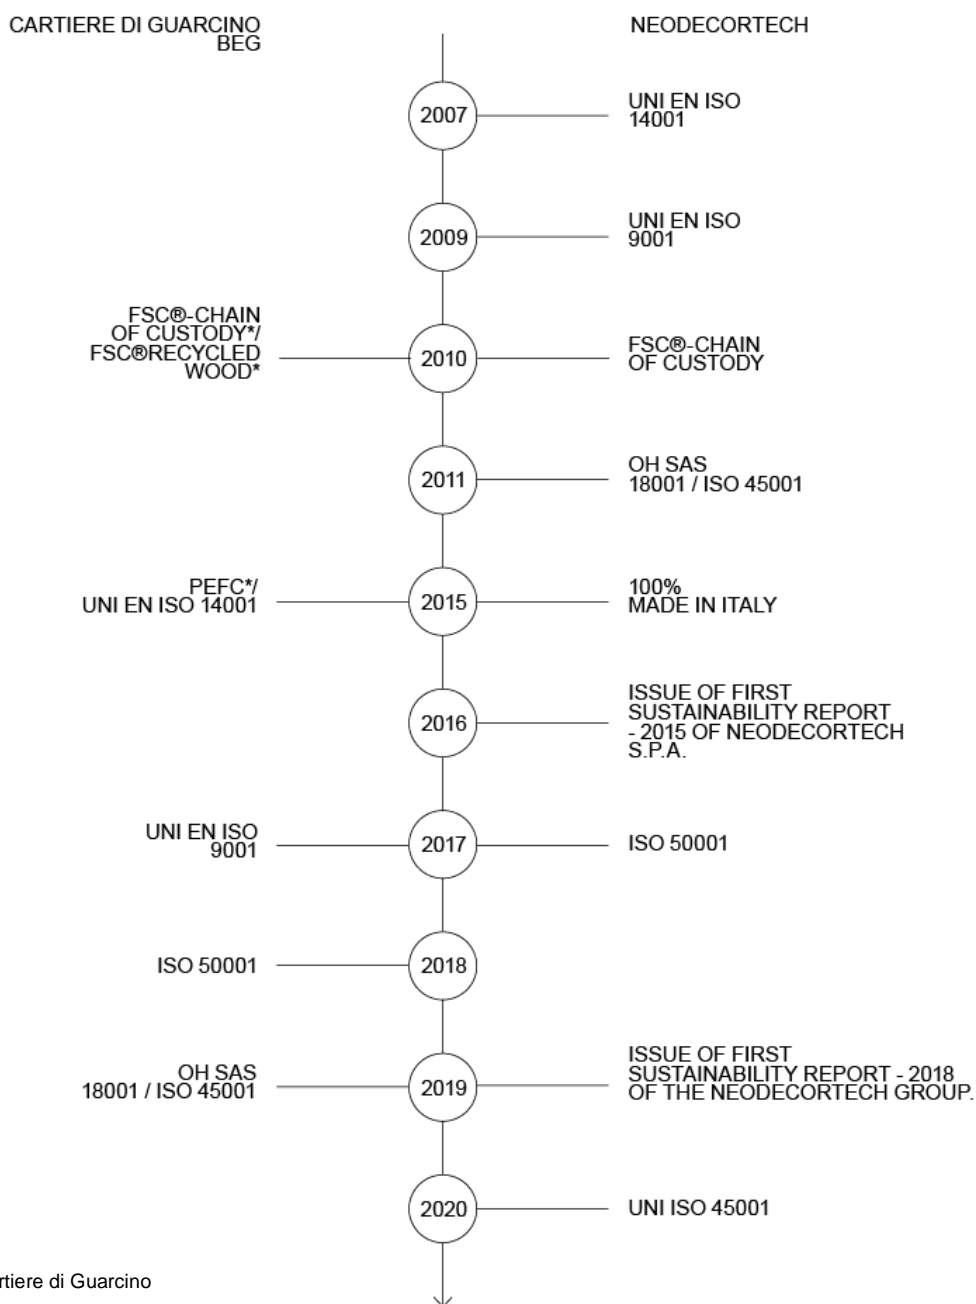 CARTIERE DI GUARCINO
BEG
NEODECORTECH
2007
UNI EN ISO
14001
2009
UNI EN ISO
9001
FSC®-CHAIN
OF CUSTODY*/
FSC®RECYCLED
WOOD*
2010
FSC®-CHAIN
OF CUSTODY
2011
OH SAS
18001 / ISO 45001
PEFC*/
UNI EN ISO 14001
2015
100%
MADE IN ITALY
2016
ISSUE OF FIRST
SUSTAINABILITY REPORT
- 2015 OF NEODECORTECH
S.P.A.
UNI EN ISO
9001
2017
ISO 50001
ISO 50001
2018
OH SAS
18001 / ISO 45001
2019
ISSUE OF FIRST
SUSTAINABILITY REPORT - 2018
OF THE NEODECORTECH GROUP.
2020
UNI ISO 45001
rtiere di Guarcino